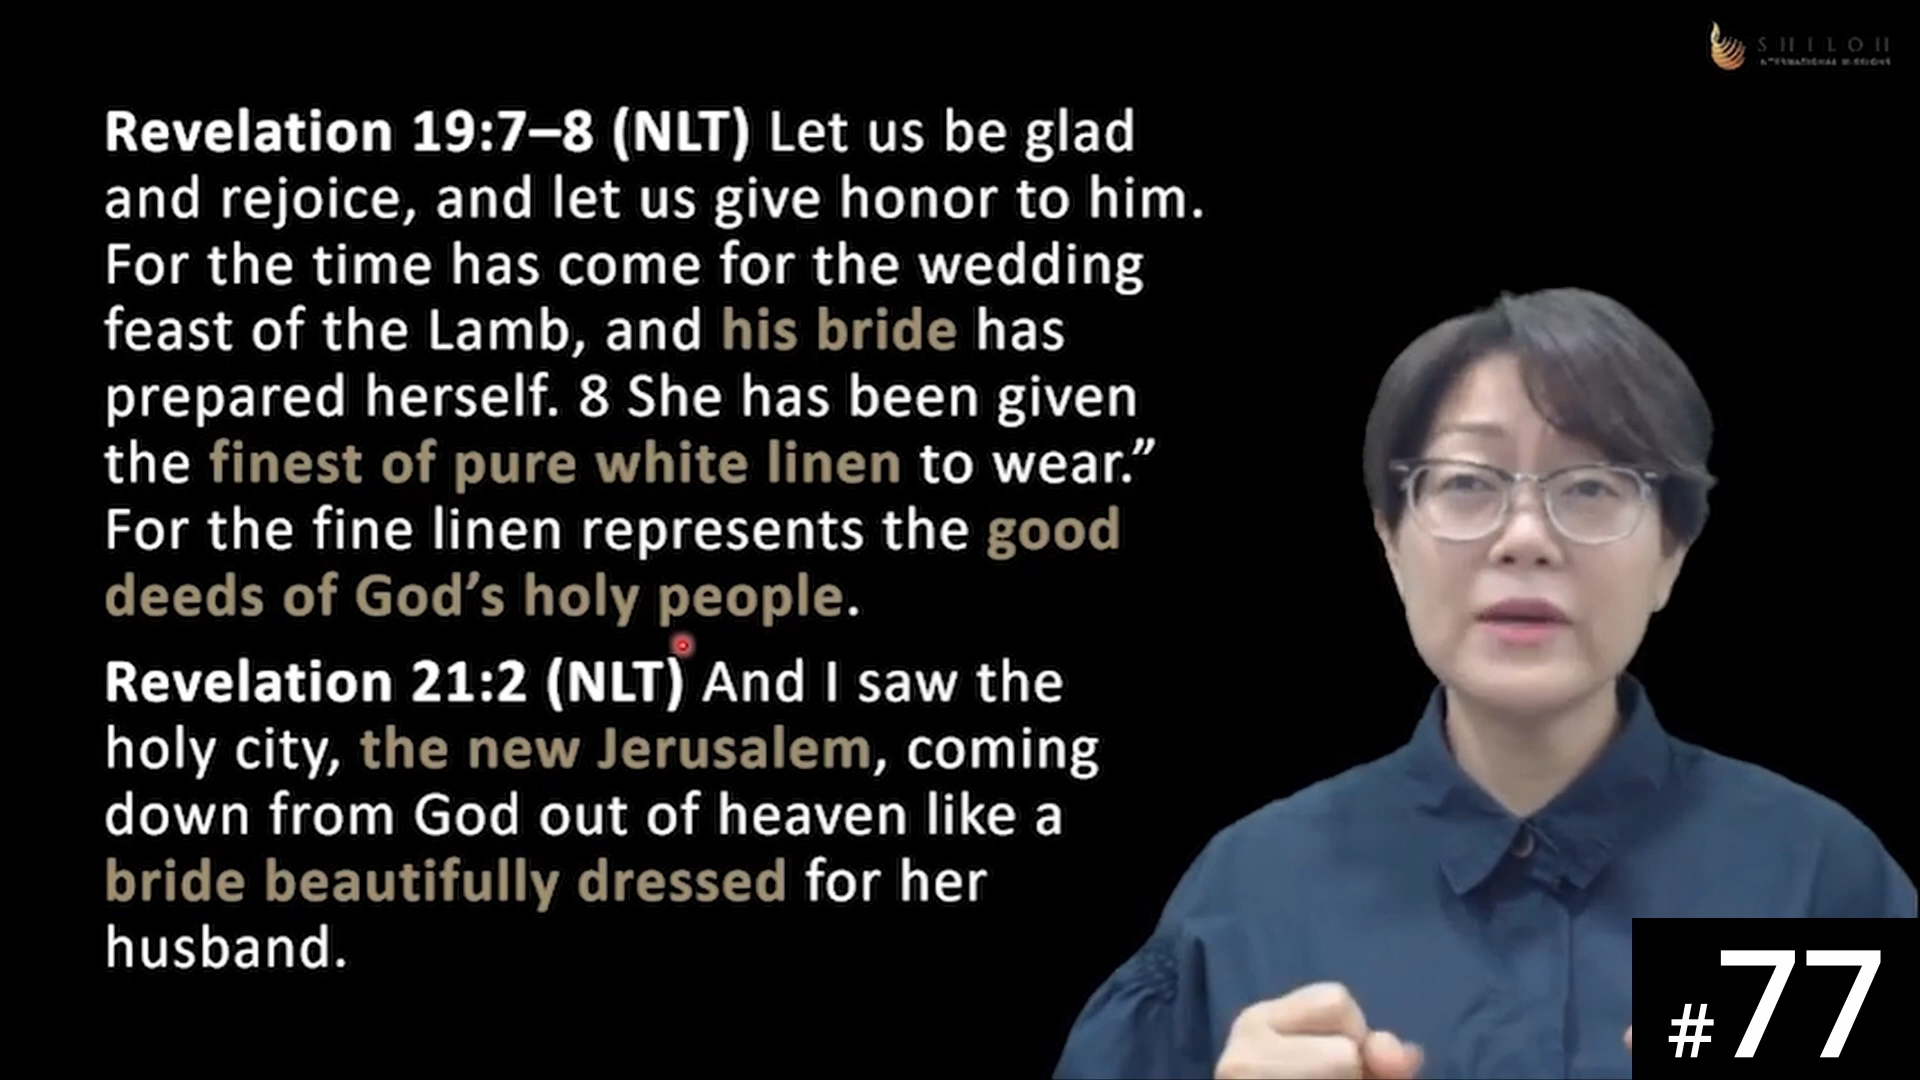 SHILOH
INTERNATIONAL MISSIONS
Revelation 19:7–8 (NLT) Let us be glad
and rejoice, and let us give honor to him.
For the time has come for the wedding
feast of the Lamb, and his bride has
prepared herself. 8 She has been given
the finest of pure white linen to wear.”
For the fine linen represents the good
deeds of God’s holy people.
Revelation 21:2 (NLT) And I saw the
holy city, the new Jerusalem, coming
down from God out of heaven like a
bride beautifully dressed for her
husband.
#77